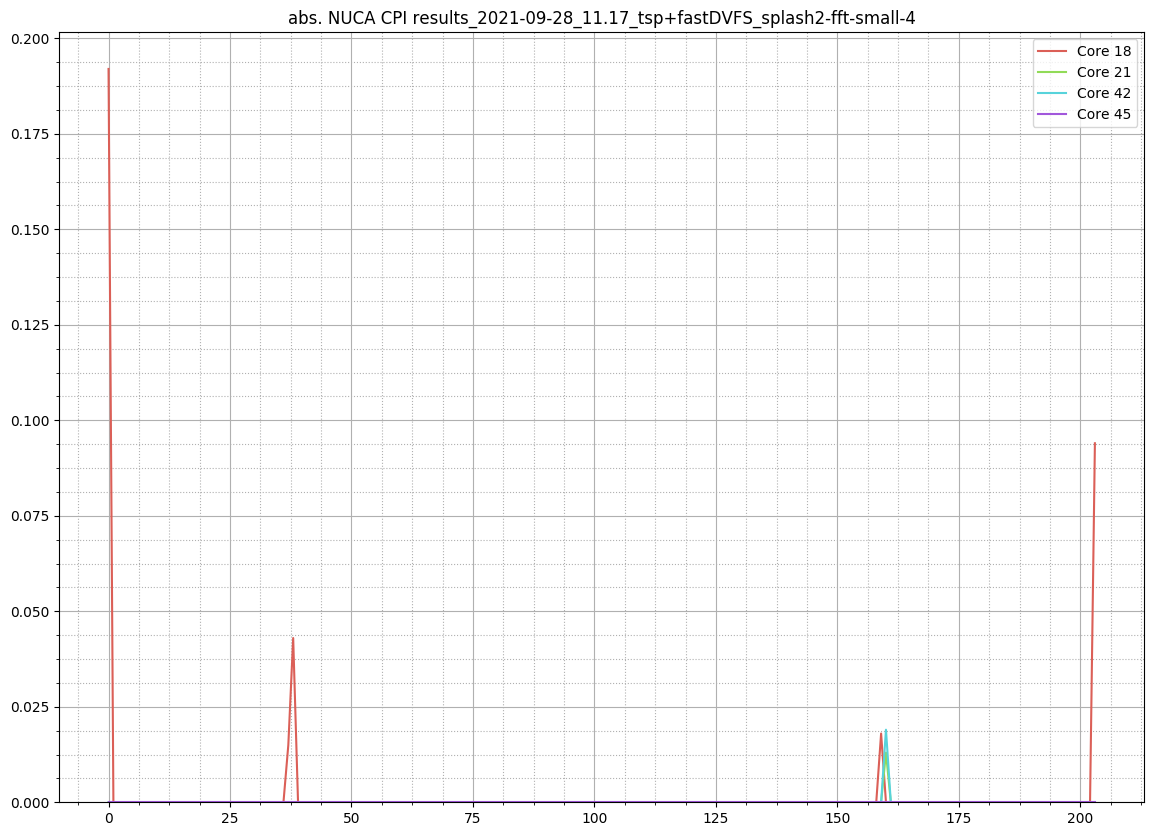 abs. NUCA CPI results_2021-09-28_11.17_tsp+fastDVFS_splash2-fft-small-4
Core 18
Core 21
Core 42
Core 45
0.200
0.175
0.150
0.125
0.100
0.075
0.050
0.025
0.000
0 25 50 75 100 125 150 175 200